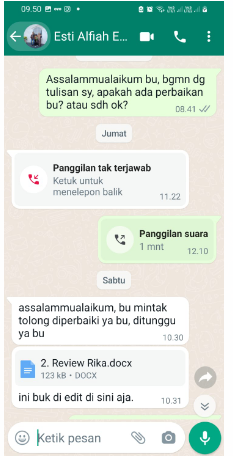 09.50
Esti Alfiah E...
Assalammualaikum bu, bgmn dg
tulisan sy, apakah ada perbaikan
bu? atau sdh ok?
08.41
Jumat
Panggilan tak terjawab
Ketuk untuk
menelepon balik
11.22
Panggilan suara
1 mnt
12.10
Sabtu
assalammualaikum, bu mintak
tolong diperbaiki ya bu, ditunggu
ya bu
10.30
2. Review Rika.docx
123 kB • DOCX
ini buk di edit di sini aja.
10.31
Ketik pesan